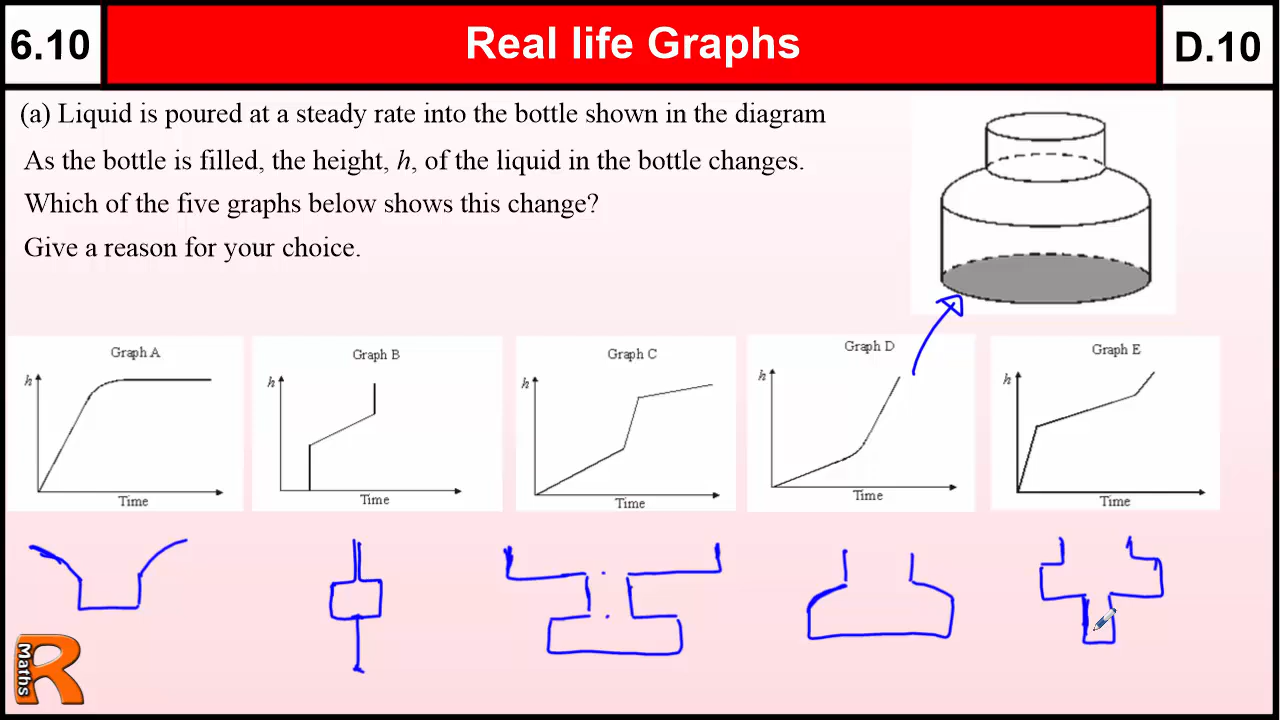 6.10
Real life Graphs
D.10
(a) Liquid is poured at a steady rate into the bottle shown in the diagram
As the bottle is filled, the height, h, of the liquid in the bottle changes.
Which of the five graphs below shows this change?
Give a reason for your choice.
Graph A
h
Time
Graph B
h
Time
Graph C
h
Time
Graph D
h
Time
Graph E
h
Time
R
Maths